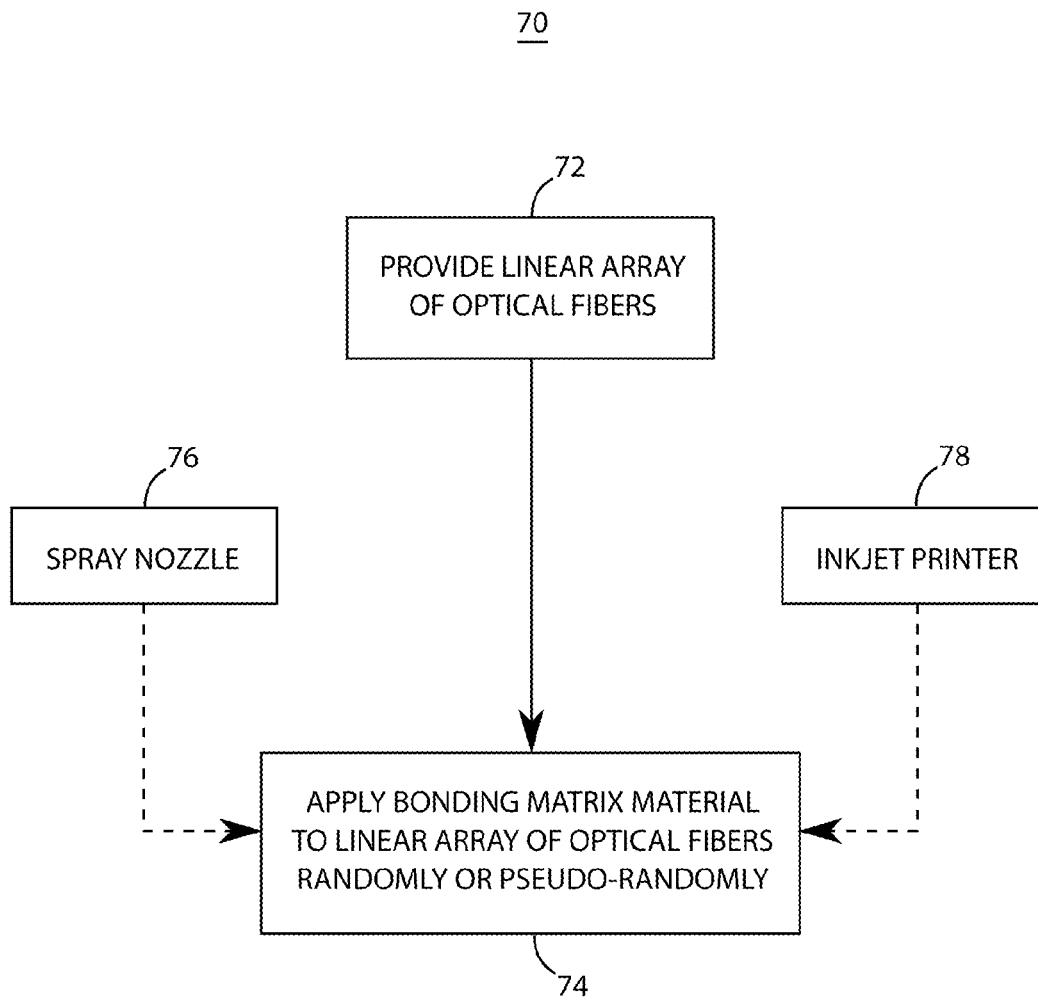 70
72
PROVIDE LINEAR ARRAY
OF OPTICAL FIBERS
76
78
SPRAY NOZZLE
INKJET PRINTER
APPLY BONDING MATRIX MATERIAL
TO LINEAR ARRAY OF OPTICAL FIBERS
RANDOMLY OR PSEUDO-RANDOMLY
74